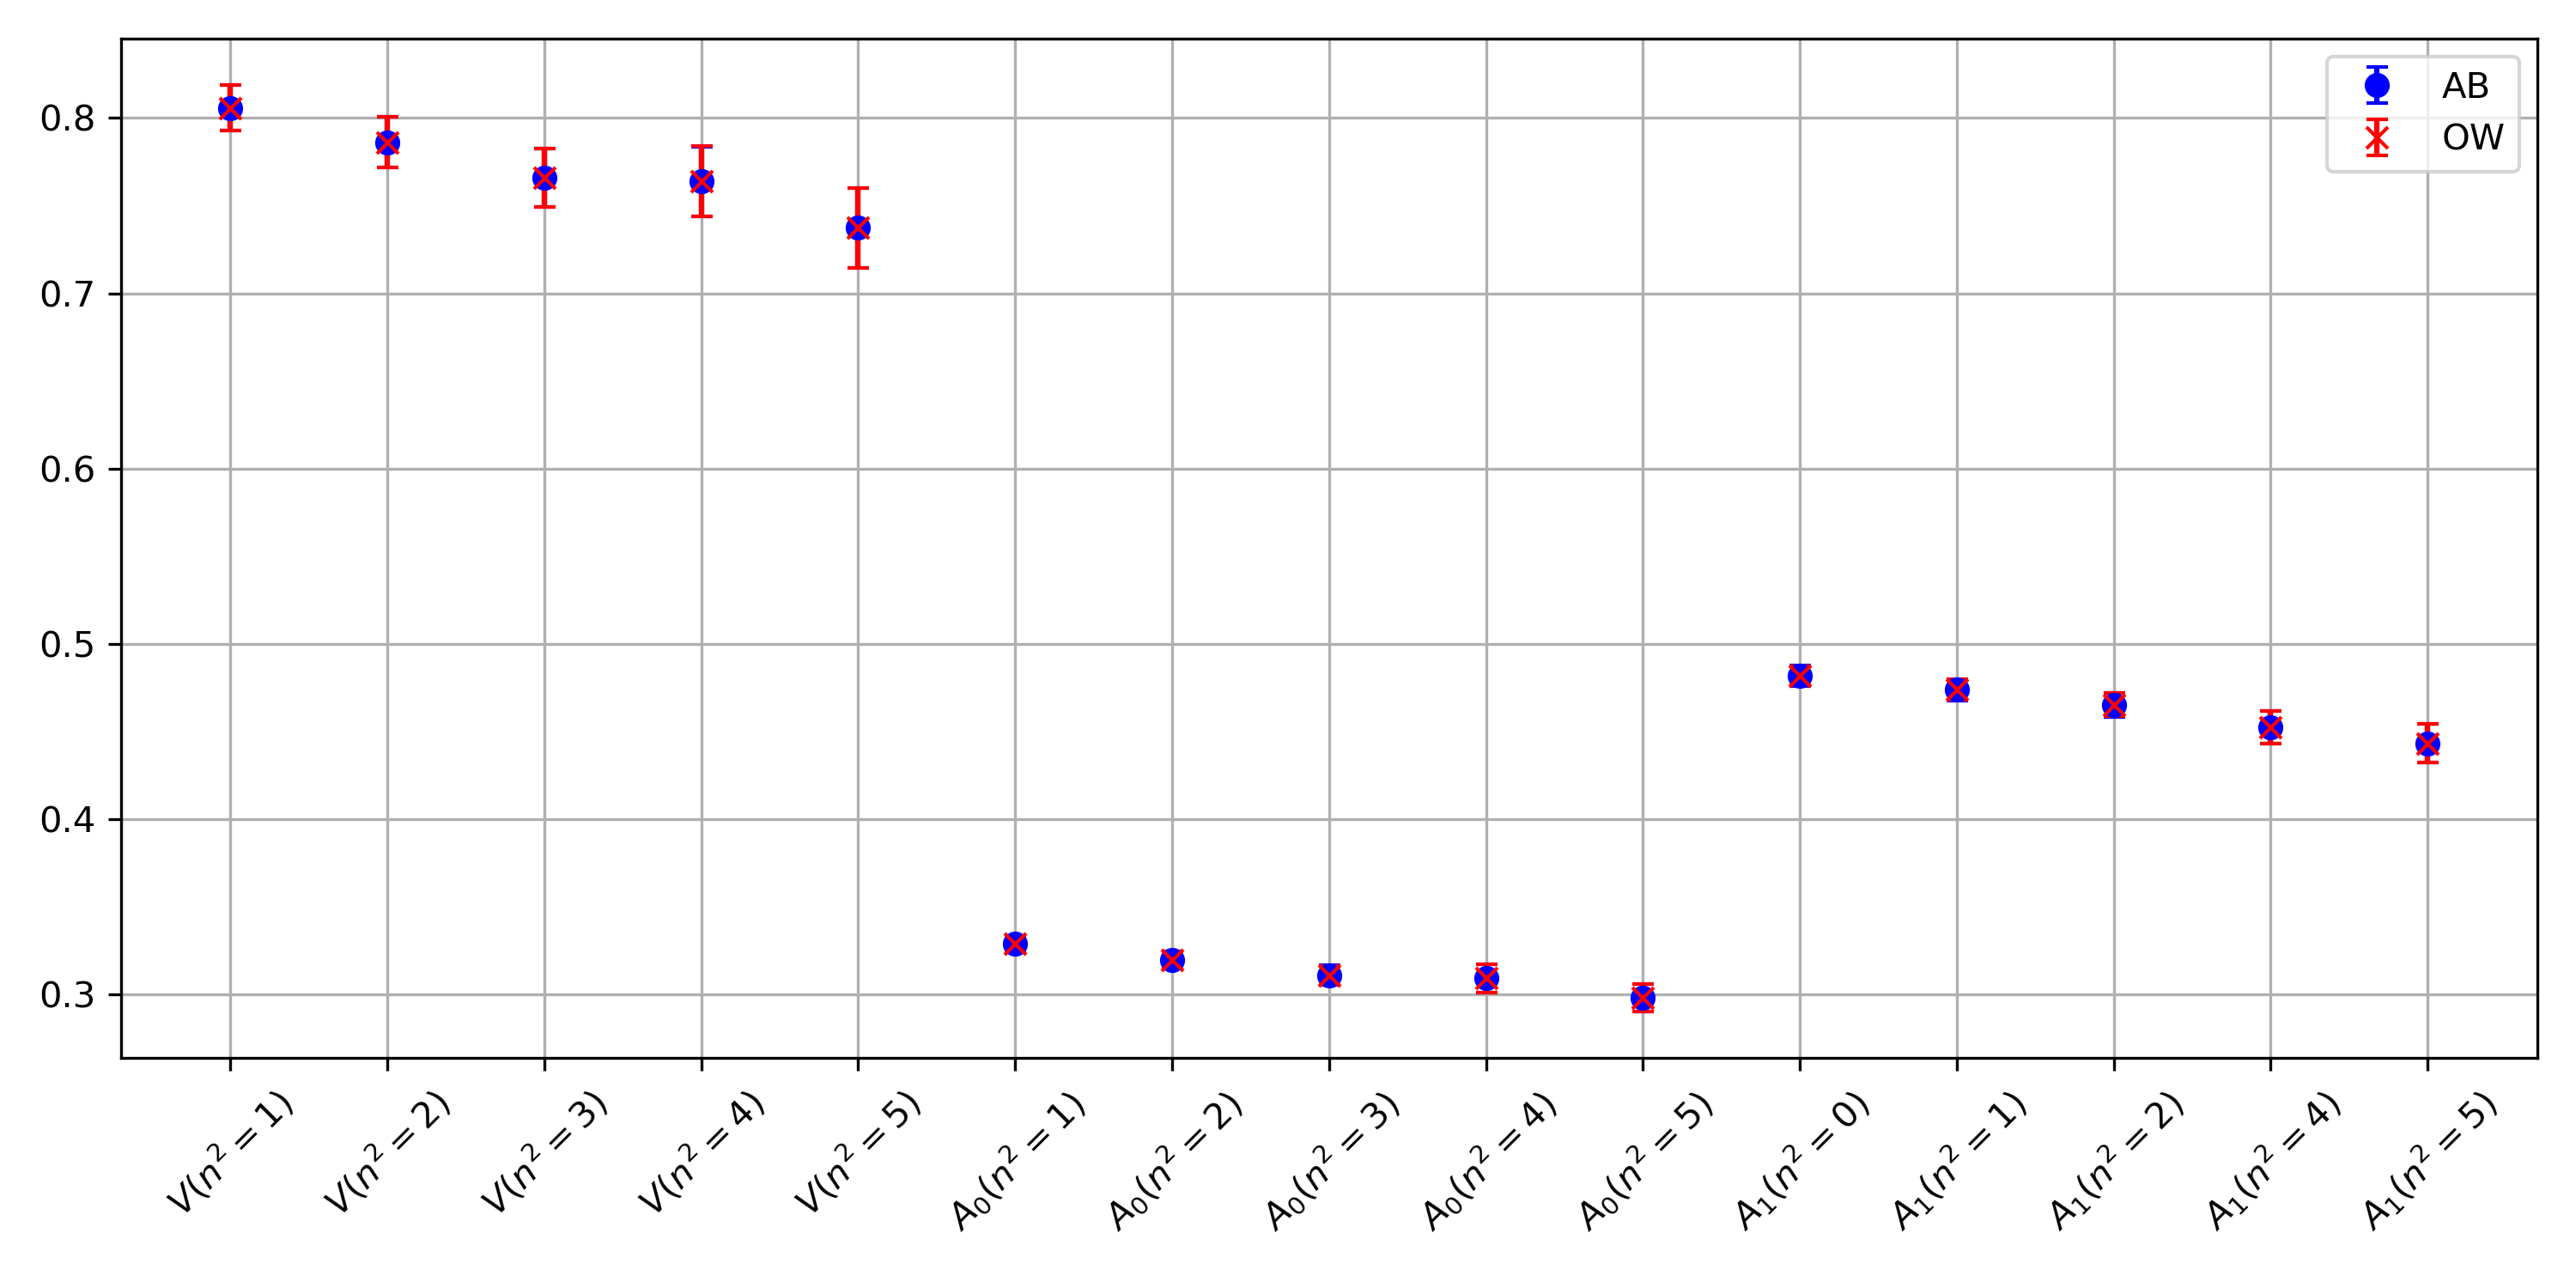 AB
OW
0.8
0.7
0.6
0.5
0.4
0.3
V(n² = 1)
V(n² = 2)
V(n² = 3)
V(n² = 4)
V(n² = 5)
A₀(n² = 1)
A₀(n² = 2)
A₀(n² = 3)
A₀(n² = 4)
A₀(n² = 5)
A₁(n² = 0)
A₁(n² = 1)
A₁(n² = 2)
A₁(n² = 4)
A₁(n² = 5)